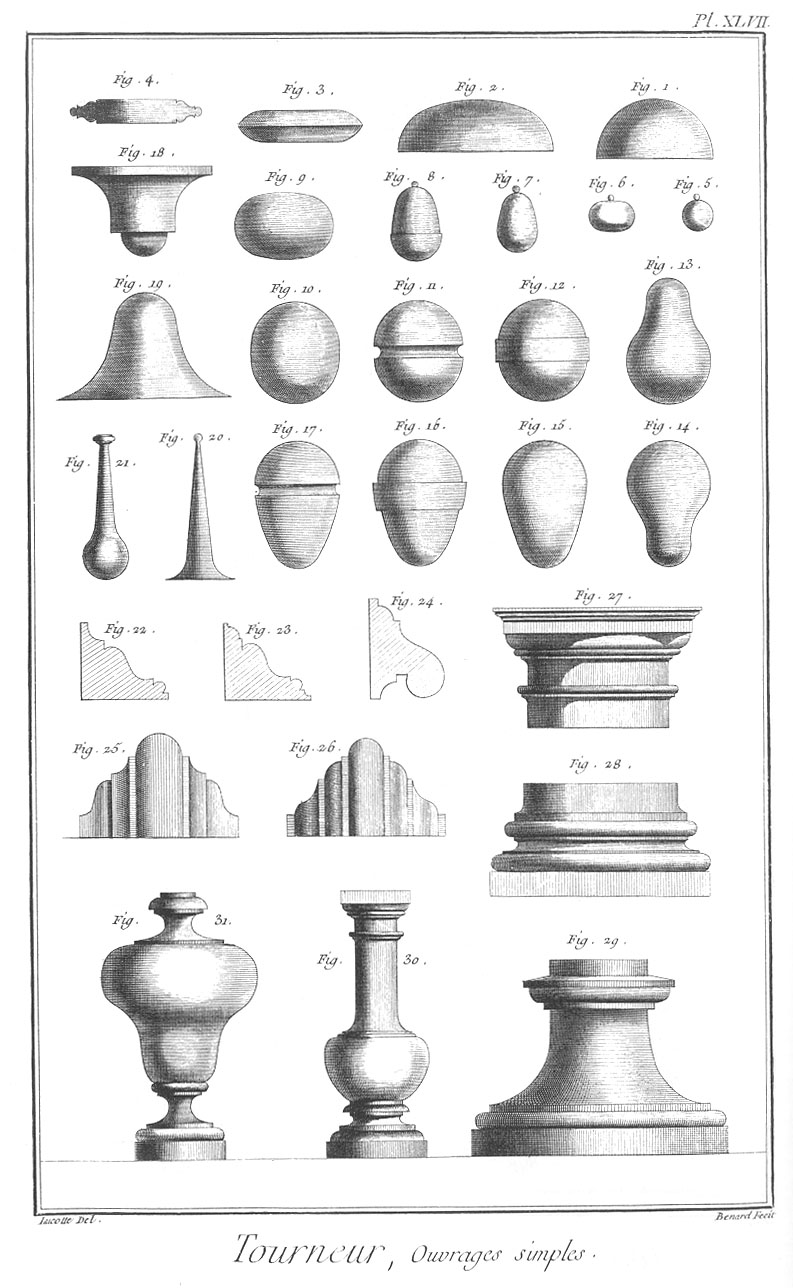 Pl. XLVII.
Fig. 4. Fig. 3. Fig. 2. Fig. 1.
Fig. 18. Fig. 9. Fig. 8. Fig. 7. Fig. 6. Fig. 5.
Fig. 19. Fig. 10. Fig. 11. Fig. 12. Fig. 13.
Fig. 21. Fig. 20. Fig. 17. Fig. 16. Fig. 15. Fig. 14.
Fig. 22. Fig. 23. Fig. 24. Fig. 27.
Fig. 25. Fig. 26. Fig. 28.
Fig. 31. Fig. 30. Fig. 29.
Lucotte Del. Benard Fecit
Tourneur, Ouvrages simples.